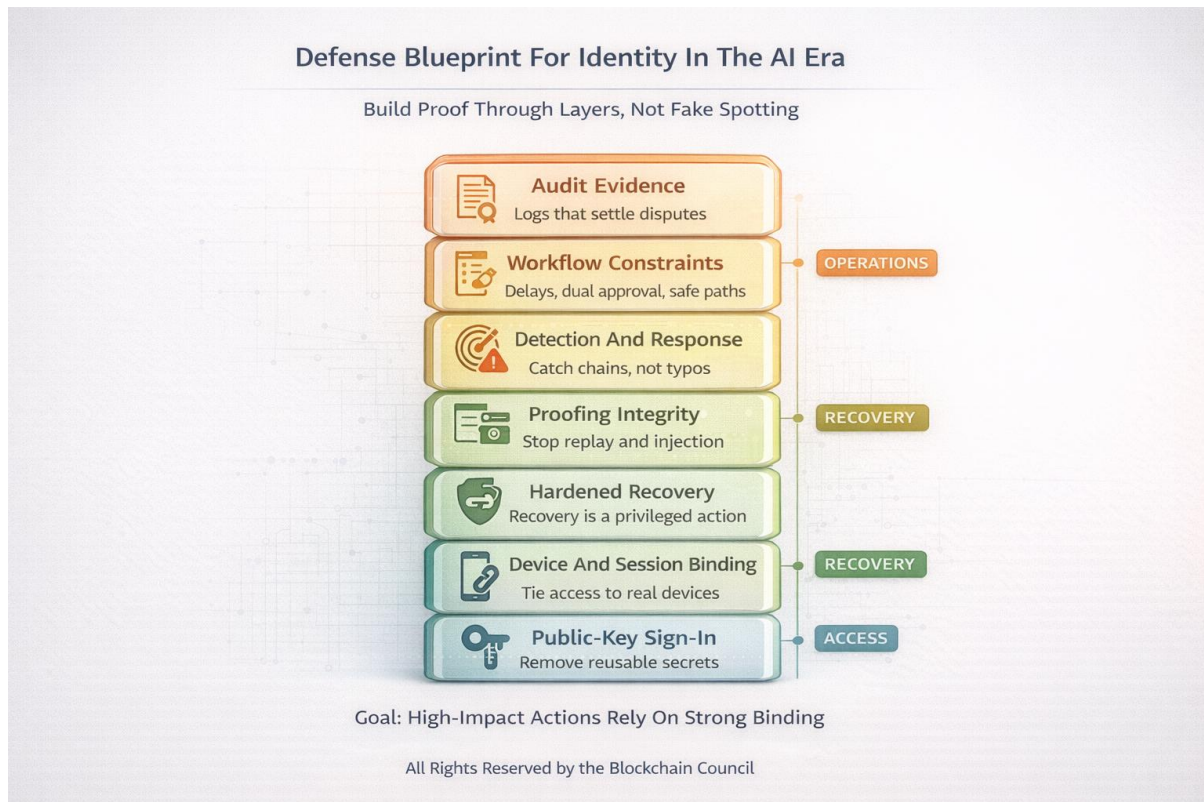 Defense Blueprint For Identity In The AI Era
Build Proof Through Layers, Not Fake Spotting
Audit Evidence
Logs that settle disputes
Workflow Constraints
OPERATIONS
Delays, dual approval, safe paths
Detection And Response
Catch chains, not typos
Proofing Integrity
RECOVERY
Stop replay and injection
Hardened Recovery
Recovery is a privileged action
Device And Session Binding
RECOVERY
Tie access to real devices
Public-Key Sign-In
ACCESS
Remove reusable secrets
Goal: High-Impact Actions Rely On Strong Binding
All Rights Reserved by the Blockchain Council